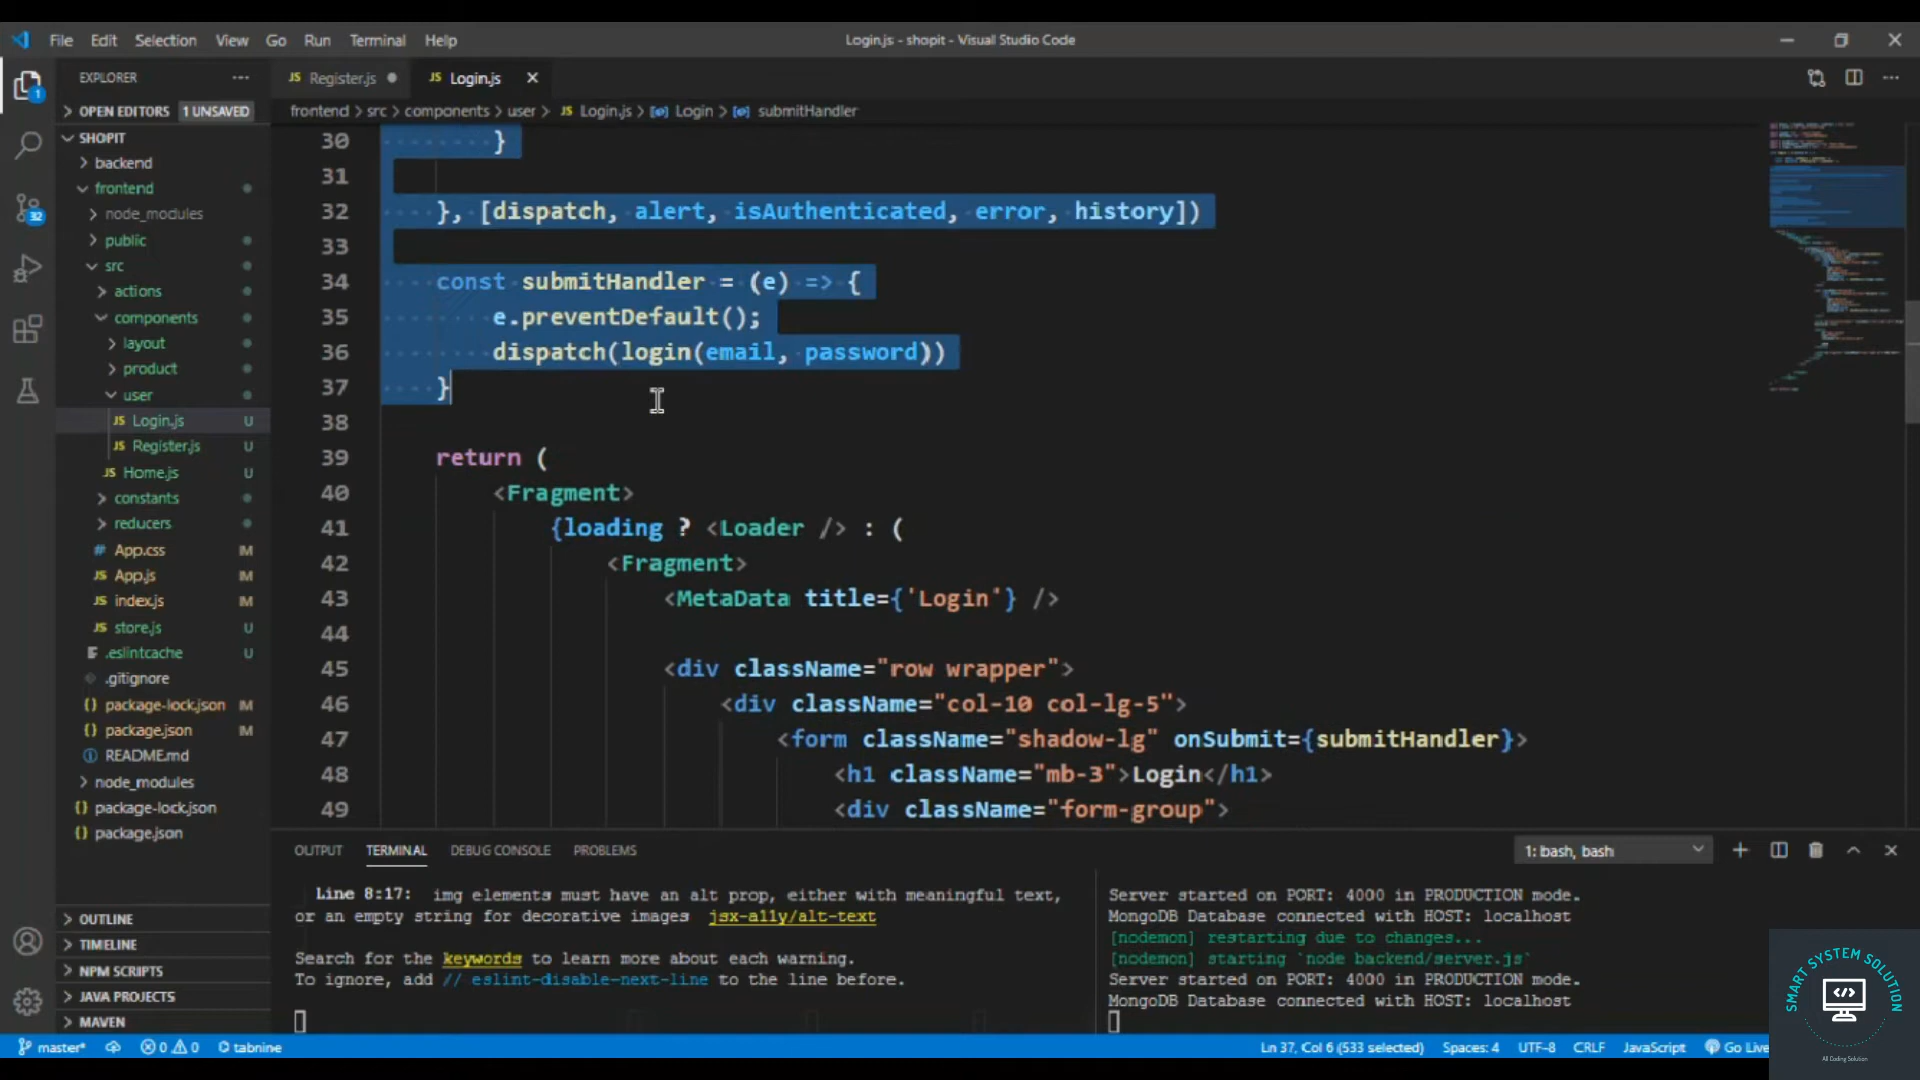 File Edit Selection View Go Run Terminal Help
Login.js - shopit - Visual Studio Code
EXPLORER
Register.js
Login.js
OPEN EDITORS 1 UNSAVED
frontend > src > components > user > JS Login.js > Login > submitHandler
SHOPIT
backend
frontend
node_modules
public
src
actions
components
layout
product
user
JS Login.js U
JS Register.js U
JS Home.js
constants
reducers
# App.css M
JS App.js M
JS index.js M
JS store.js U
.eslintcache U
.gitignore
{} package-lock.json M
{} package.json M
README.md
node_modules
{} package-lock.json
{} package.json
OUTLINE
TIMELINE
NPM SCRIPTS
JAVA PROJECTS
MAVEN
30 }
31
32 }, [dispatch, alert, isAuthenticated, error, history])
33
34 const submitHandler = (e) => {
35 e.preventDefault();
36 dispatch(login(email, password))
37 }
38
39 return (
40 <Fragment>
41 {loading ? <Loader /> : (
42 <Fragment>
43 <MetaData title={'Login'} />
44
45 <div className="row wrapper">
46 <div className="col-10 col-lg-5">
47 <form className="shadow-lg" onSubmit={submitHandler}>
48 <h1 className="mb-3">Login</h1>
49 <div className="form-group">
OUTPUT TERMINAL DEBUG CONSOLE PROBLEMS
1: bash, bash
Line 8:17: img elements must have an alt prop, either with meaningful text,
or an empty string for decorative images jsx-a11y/alt-text
Search for the keywords to learn more about each warning.
To ignore, add // eslint-disable-next-line to the line before.
Server started on PORT: 4000 in PRODUCTION mode.
MongoDB Database connected with HOST: localhost
[nodemon] restarting due to changes...
[nodemon] starting `node backend/server.js`
Server started on PORT: 4000 in PRODUCTION mode.
MongoDB Database connected with HOST: localhost
SMART SYSTEM SOLUTION
All Coding Solution
master* 0 0 tabnine
Ln 37, Col 6 (533 selected) Spaces: 4 UTF-8 CRLF JavaScript Go Live